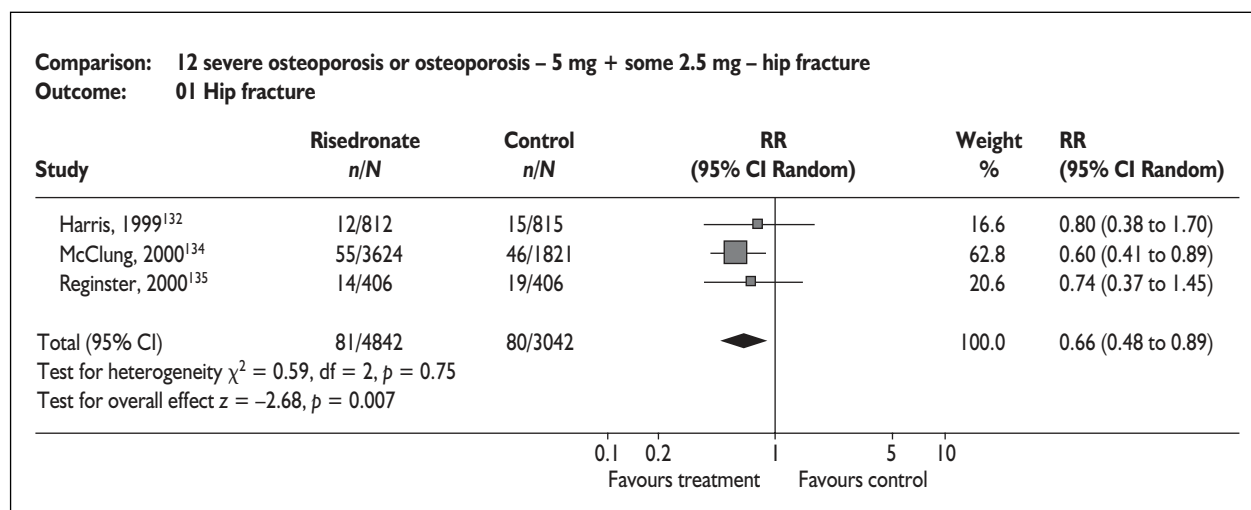 Comparison: 12 severe osteoporosis or osteoporosis – 5 mg + some 2.5 mg – hip fracture
Outcome: 01 Hip fracture
Risedronate Control RR Weight RR
Study n/N n/N (95% CI Random) % (95% CI Random)
Harris, 1999¹³² 12/812 15/815 16.6 0.80 (0.38 to 1.70)
McClung, 2000¹³⁴ 55/3624 46/1821 62.8 0.60 (0.41 to 0.89)
Reginster, 2000¹³⁵ 14/406 19/406 20.6 0.74 (0.37 to 1.45)
Total (95% CI) 81/4842 80/3042 100.0 0.66 (0.48 to 0.89)
Test for heterogeneity χ² = 0.59, df = 2, p = 0.75
Test for overall effect z = –2.68, p = 0.007
0.1 0.2 1 5 10
Favours treatment Favours control